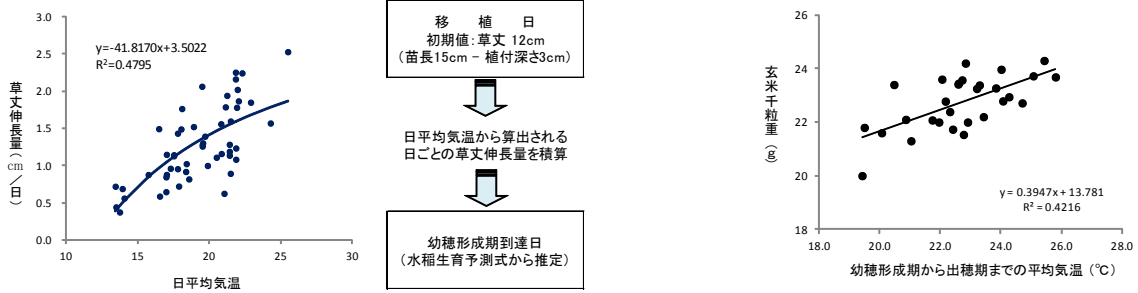 草丈伸長量(㎝/日)
3.0
2.5
2.0
1.5
1.0
0.5
0.0
y=-41.8170x+3.5022
R²=0.4795
10
15
20
25
30
日平均気温
移 植 日
初期値:草丈 12cm
(苗長15cm - 植付深さ3cm)
日平均気温から算出される
日ごとの草丈伸長量を積算
幼穂形成期到達日
(水稲生育予測式から推定)
玄米千粒重(g)
26
24
22
20
18
y = 0.3947x + 13.781
R² = 0.4216
18.0
20.0
22.0
24.0
26.0
28.0
幼穂形成期から出穂期までの平均気温(℃)